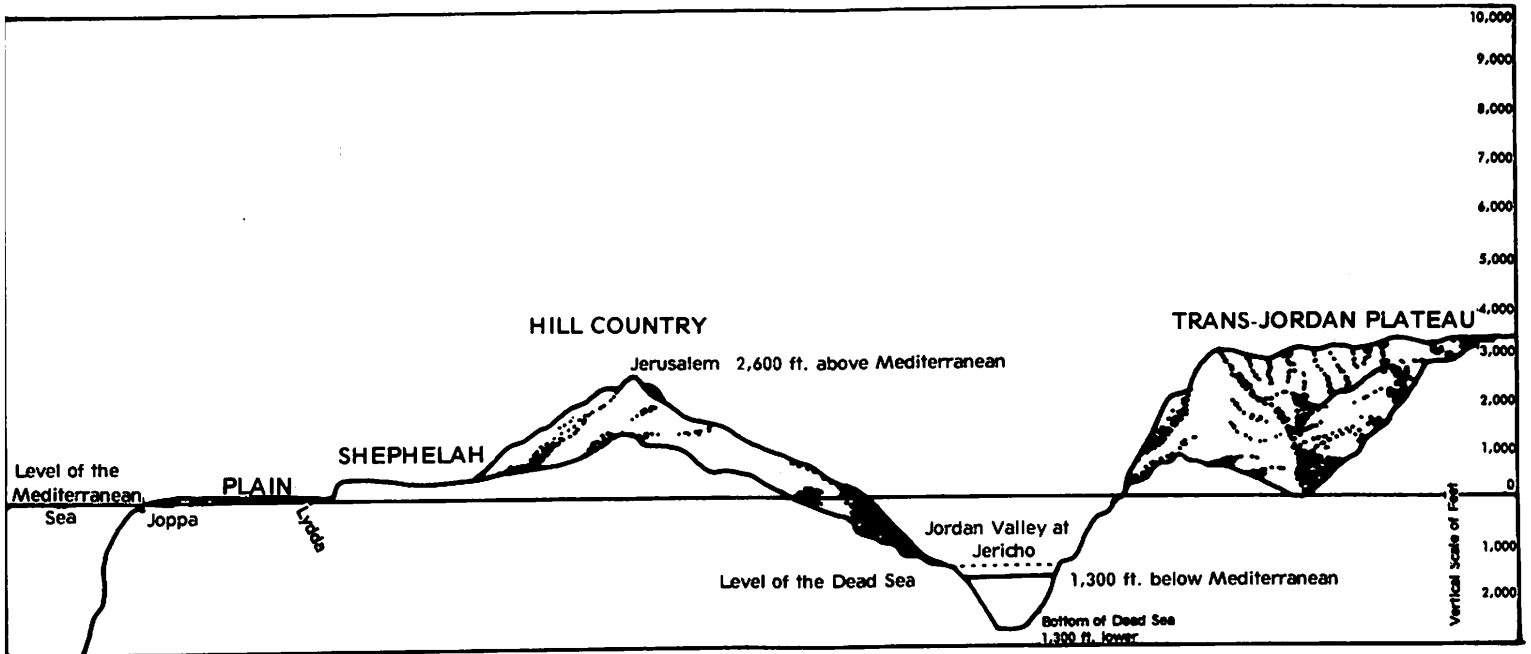 10,000
9,000
8,000
7,000
6,000
5,000
4,000
HILL COUNTRY
TRANS-JORDAN PLATEAU
3,000
Jerusalem 2,600 ft. above Mediterranean
2,000
SHEPHELAH
1,000
Level of the
Mediterranean
Sea
PLAIN
0
Joppa
Lydda
Jordan Valley at
Jericho
1.000
Level of the Dead Sea
1,300 ft. below Mediterranean
2,000
Bottom of Dead Sea
1,300 ft. lower
Vertical Scale of Feet